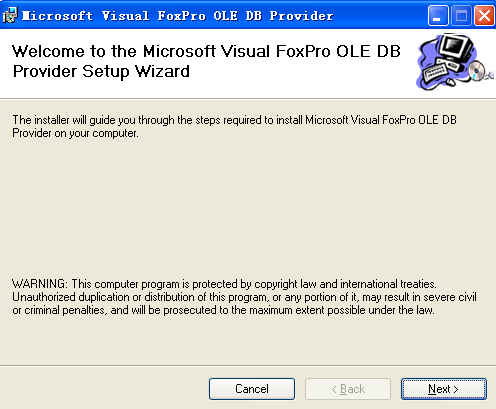 Microsoft Visual FoxPro OLE DB Provider
Welcome to the Microsoft Visual FoxPro OLE DB
Provider Setup Wizard
The installer will guide you through the steps required to install Microsoft Visual FoxPro OLE DB
Provider on your computer.
WARNING: This computer program is protected by copyright law and international treaties.
Unauthorized duplication or distribution of this program, or any portion of it, may result in severe civil
or criminal penalties, and will be prosecuted to the maximum extent possible under the law.
Cancel
< Back
Next >